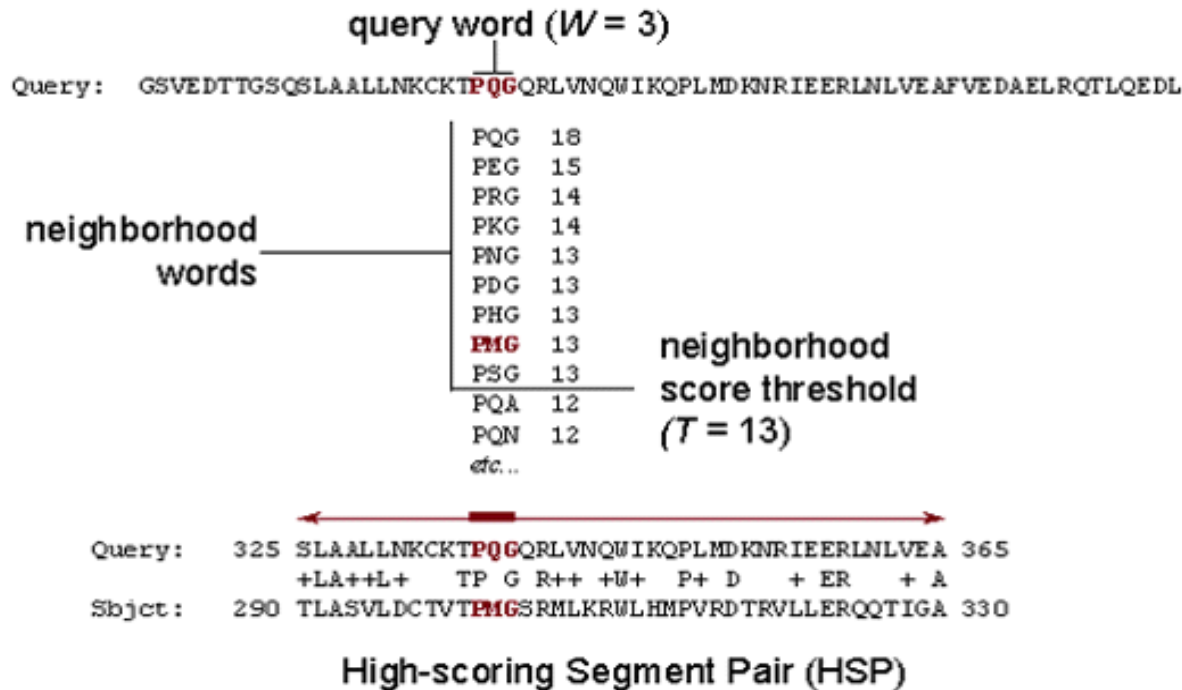 query word (W = 3)
Query: GSVEDTTGSQSLAALLNKCKTPQGQRLVNQWIKQPLMDKNRIEERLNLVEAFVEDAELRQTLQEDL
PQG 18
PEG 15
PRG 14
PKG 14
PNG 13
PDG 13
PHG 13
PMG 13
PSG 13
PQA 12
PQN 12
etc...
neighborhood
words
neighborhood
score threshold
(T = 13)
Query: 325 SLAALLNKCKTPQGQRLVNQWIKQPLMDKNRIEERLNLVEA 365
+LA++L+ TP G R++ +W+ P+ D + ER + A
Sbjct: 290 TLASVLDCTVTPMGSRMLKRWLHMPVRDTRVLLERQQTIGA 330
High-scoring Segment Pair (HSP)